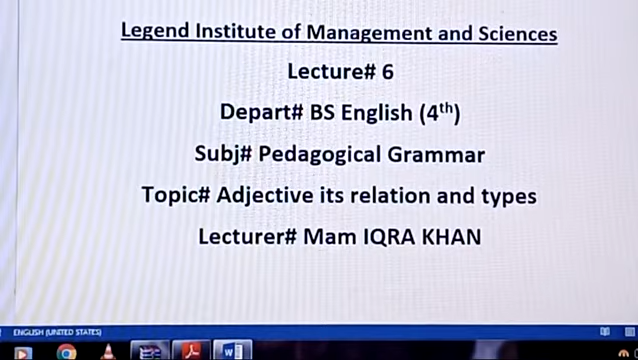 Legend Institute of Management and Sciences
Lecture# 6
Depart# BS English (4th)
Subj# Pedagogical Grammar
Topic# Adjective its relation and types
Lecturer# Mam IQRA KHAN
ENGLISH (UNITED STATES)